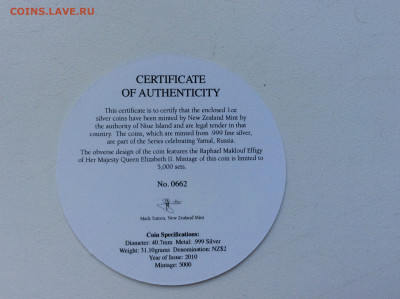 COINS.LAVE.RU
CERTIFICATE
OF AUTHENTICITY
This certificate is to certify that the enclosed 1oz
silver coins have been minted by New Zealand Mint by
the authority of Niue Island and are legal tender in that
country. The coins, which are minted from .999 fine silver,
are part of the Series celebrating Yamal, Russia.
The obverse design of the coin features the Raphael Maklouf Effigy
of Her Majesty Queen Elizabeth II. Mintage of this coin is limited to
5,000 sets.
No. 0662
Mark Sutton, New Zealand Mint
Coin Specifications:
Diameter: 40.7mm Metal: .999 Silver
Weight: 31.10grams Denomination: NZ$2
Year of Issue: 2010
Mintage: 5000